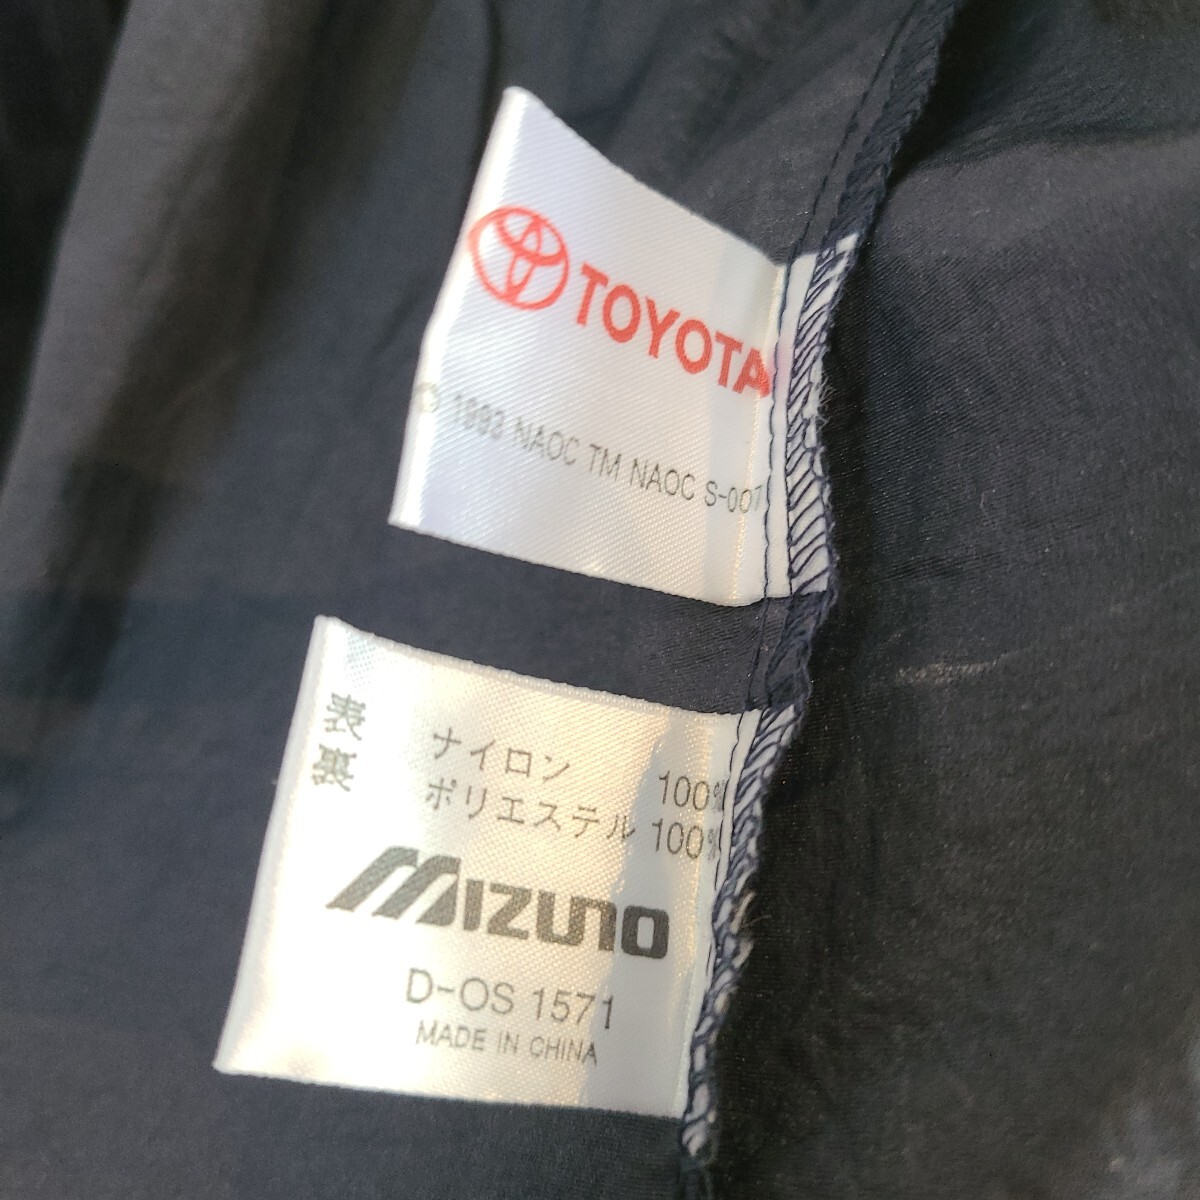 TOYOTA
© 1993 NAOC TM NAOC S-007
表 ナイロン 100%
裏 ポリエステル 100%
MIZUNO
D-OS 1571
MADE IN CHINA